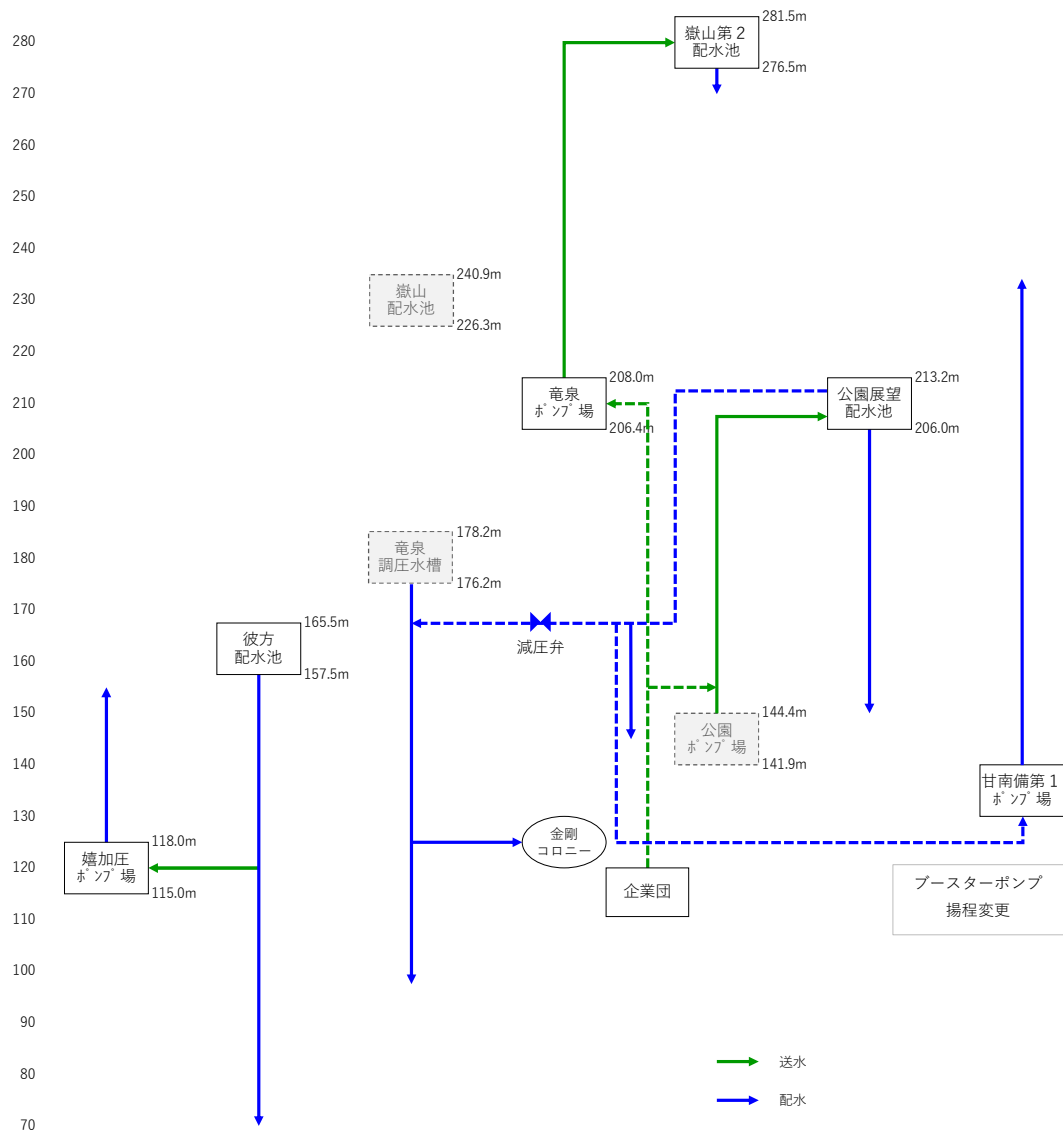 280
270
260
250
240
230
220
210
200
190
180
170
160
150
140
130
120
110
100
90
80
70
嶽山第２
配水池
281.5m
276.5m
嶽山
配水池
240.9m
226.3m
竜泉
ﾎﾟﾝﾌﾟ場
208.0m
206.4m
公園展望
配水池
213.2m
206.0m
竜泉
調圧水槽
178.2m
176.2m
減圧弁
彼方
配水池
165.5m
157.5m
公園
ﾎﾟﾝﾌﾟ場
144.4m
141.9m
甘南備第１
ﾎﾟﾝﾌﾟ場
嬉加圧
ﾎﾟﾝﾌﾟ場
118.0m
115.0m
金剛
コロニー
企業団
ブースターポンプ
揚程変更
送水
配水